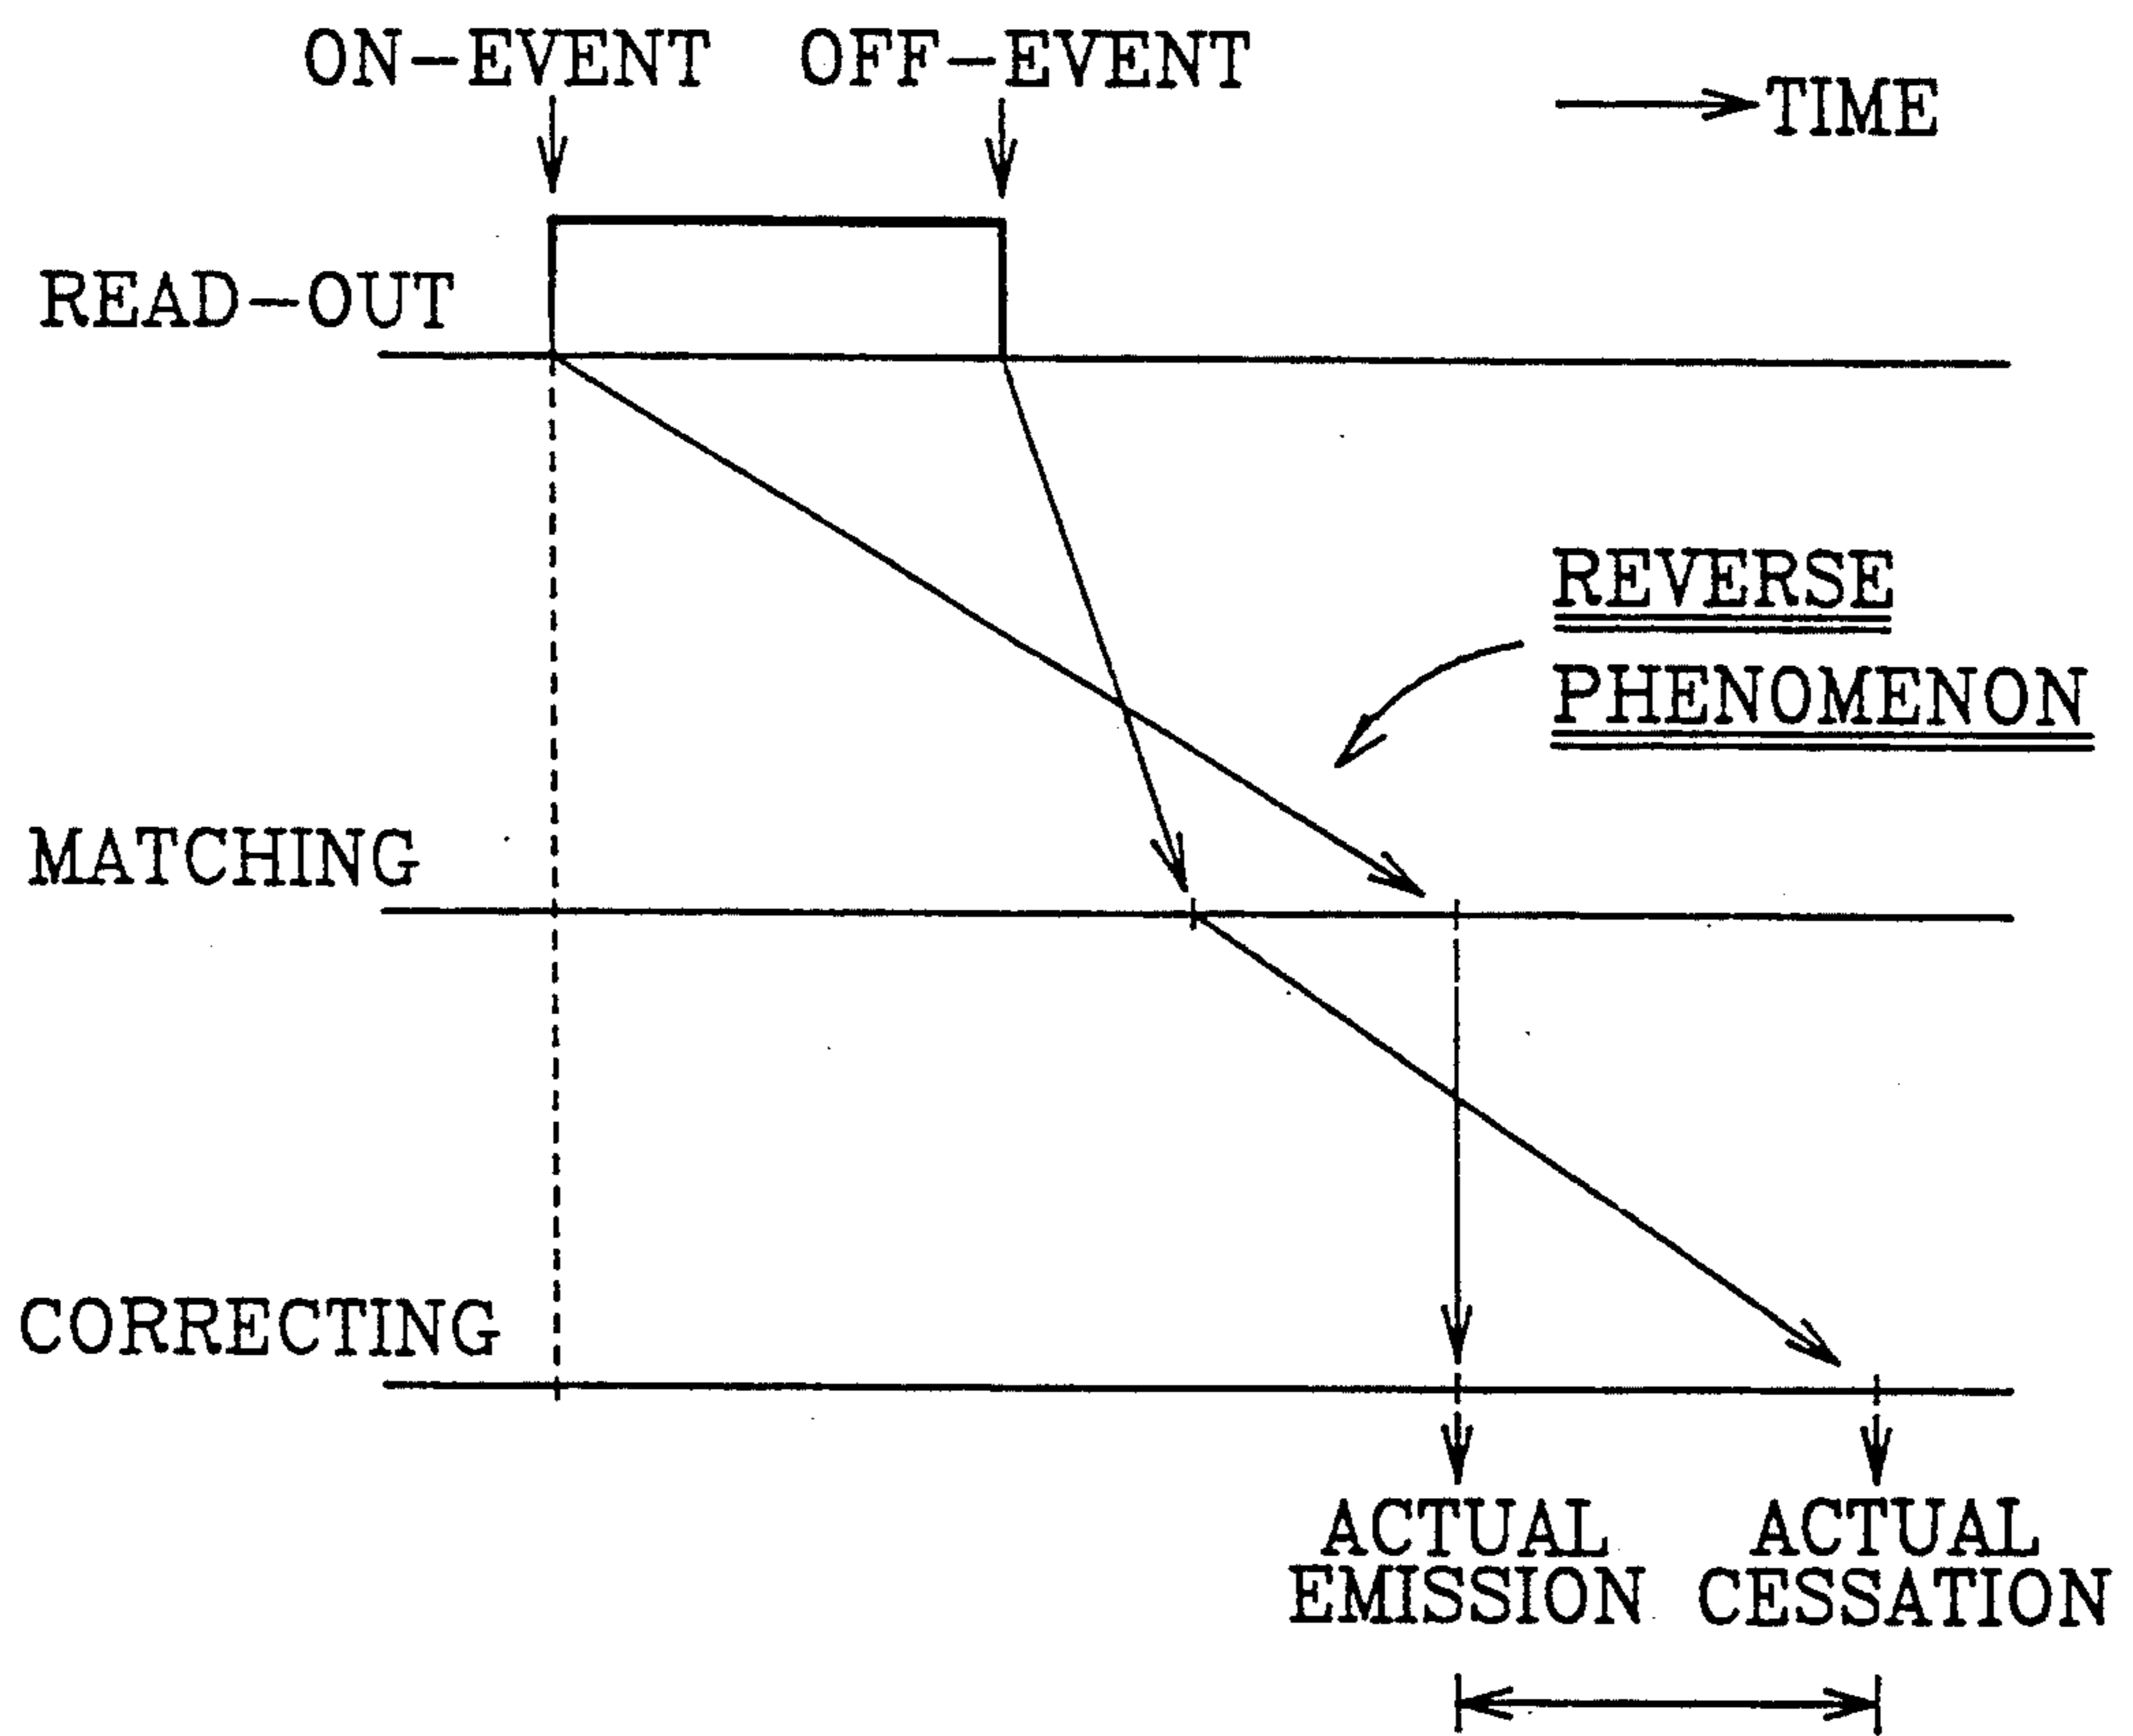 ON-EVENT
OFF-EVENT
TIME
READ-OUT
REVERSE
PHENOMENON
MATCHING
CORRECTING
ACTUAL
EMISSION
ACTUAL
CESSATION